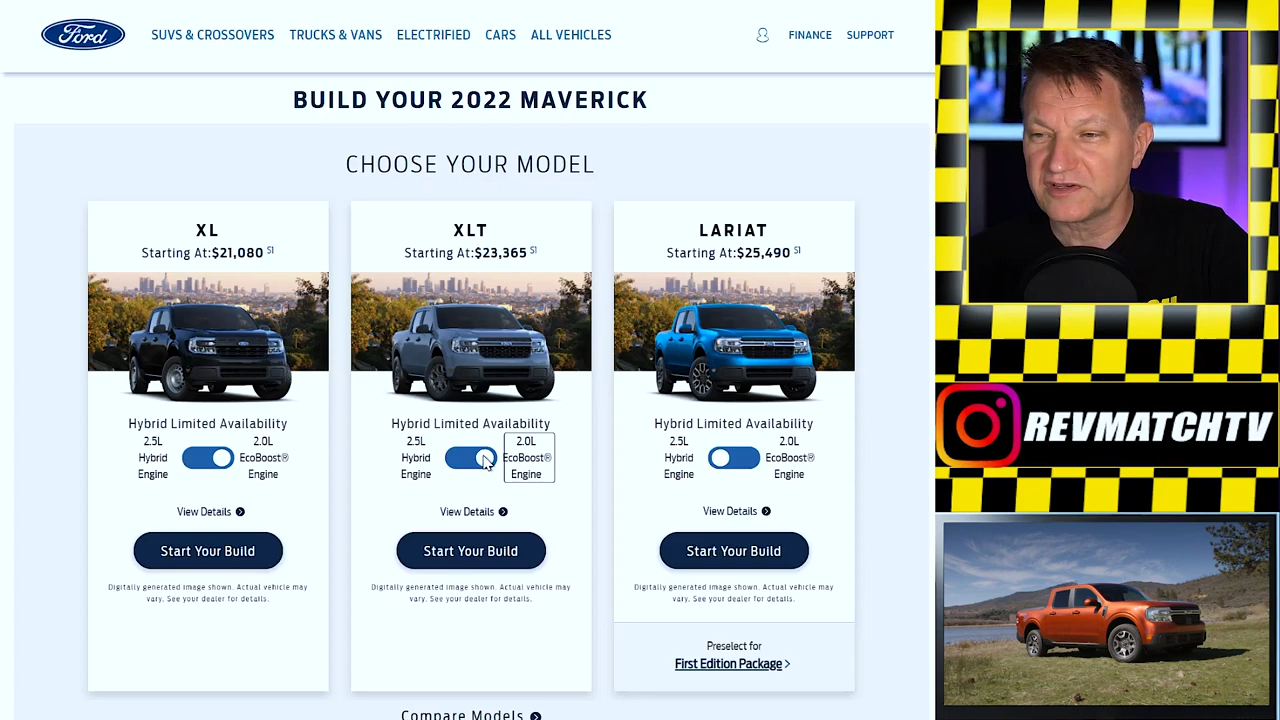 Ford
SUVS & CROSSOVERS TRUCKS & VANS ELECTRIFIED CARS ALL VEHICLES
FINANCE SUPPORT
BUILD YOUR 2022 MAVERICK
CHOOSE YOUR MODEL
XL
Starting At:$21,080 S1
Hybrid Limited Availability
2.5L Hybrid Engine
2.0L EcoBoost® Engine
View Details
Start Your Build
Digitally generated image shown. Actual vehicle may
vary. See your dealer for details.
XLT
Starting At:$23,365 S1
Hybrid Limited Availability
2.5L Hybrid Engine
2.0L EcoBoost® Engine
View Details
Start Your Build
Digitally generated image shown. Actual vehicle may
vary. See your dealer for details.
LARIAT
Starting At:$25,490 S1
Hybrid Limited Availability
2.5L Hybrid Engine
2.0L EcoBoost® Engine
View Details
Start Your Build
Digitally generated image shown. Actual vehicle may
vary. See your dealer for details.
Preselect for
First Edition Package
Compare Models
REVMATCHTV